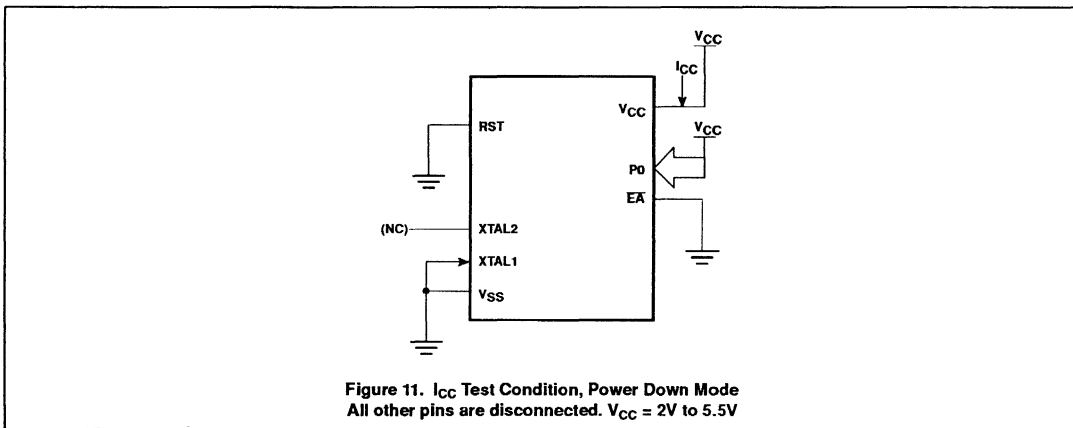 VCC
ICC
VCC
RST
VCC
P0
EA
(NC)
XTAL2
XTAL1
VSS
Figure 11. ICC Test Condition, Power Down Mode
All other pins are disconnected. VCC = 2V to 5.5V